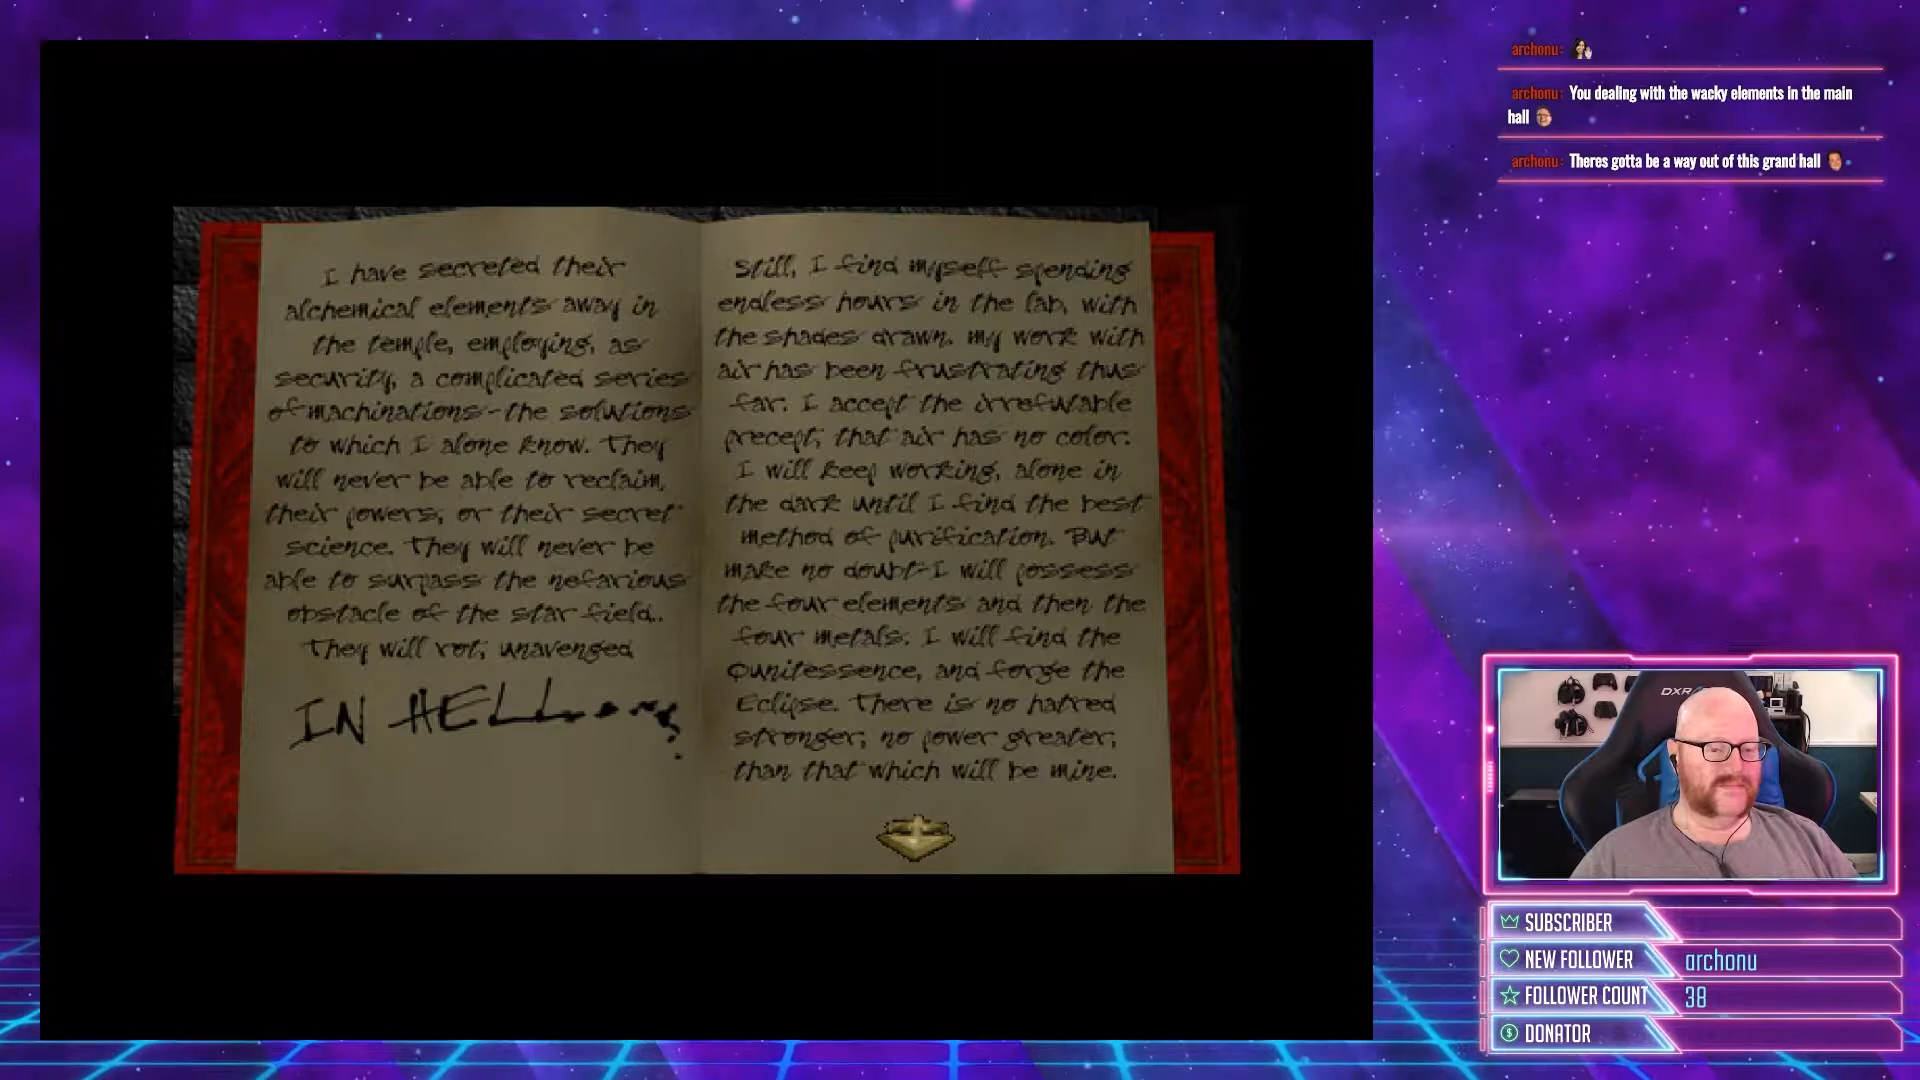 I have secreted their
alchemical elements away in
the temple, employing, as
security, a complicated series
of machinations-the solutions
to which I alone know. They
will never be able to reclaim,
their powers, or their secret
science. They will never be
able to surpass the nefarious
obstacle of the star-field..
They will rot, unavenged
IN HELL...
Still, I find myself spending
endless hours in the lab, with
the shades drawn. my work with
air has been frustrating thus
far. I accept the irrefutable
precept, that air has no color.
I will keep working, alone in
the dark until I find the best
method of purification. But
make no doubt-I will possess
the four elements and then the
four metals. I will find the
Qunitessence, and forge the
Eclipse. There is no hatred
stronger, no power greater,
than that which will be mine.
archonu:
archonu: You dealing with the wacky elements in the main
hall
archonu: Theres gotta be a way out of this grand hall
DXR
SUBSCRIBER
NEW FOLLOWER archonu
FOLLOWER COUNT 38
DONATOR